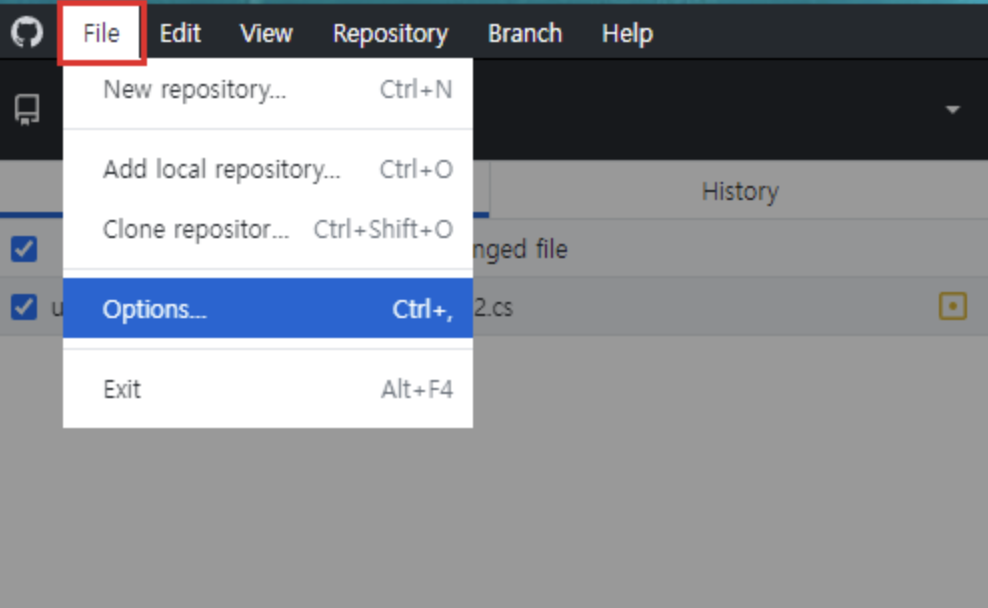 File Edit View Repository Branch Help
New repository... Ctrl+N
Add local repository... Ctrl+O
History
Clone repositor... Ctrl+Shift+O
nged file
Options... Ctrl+,
2.cs
Exit Alt+F4